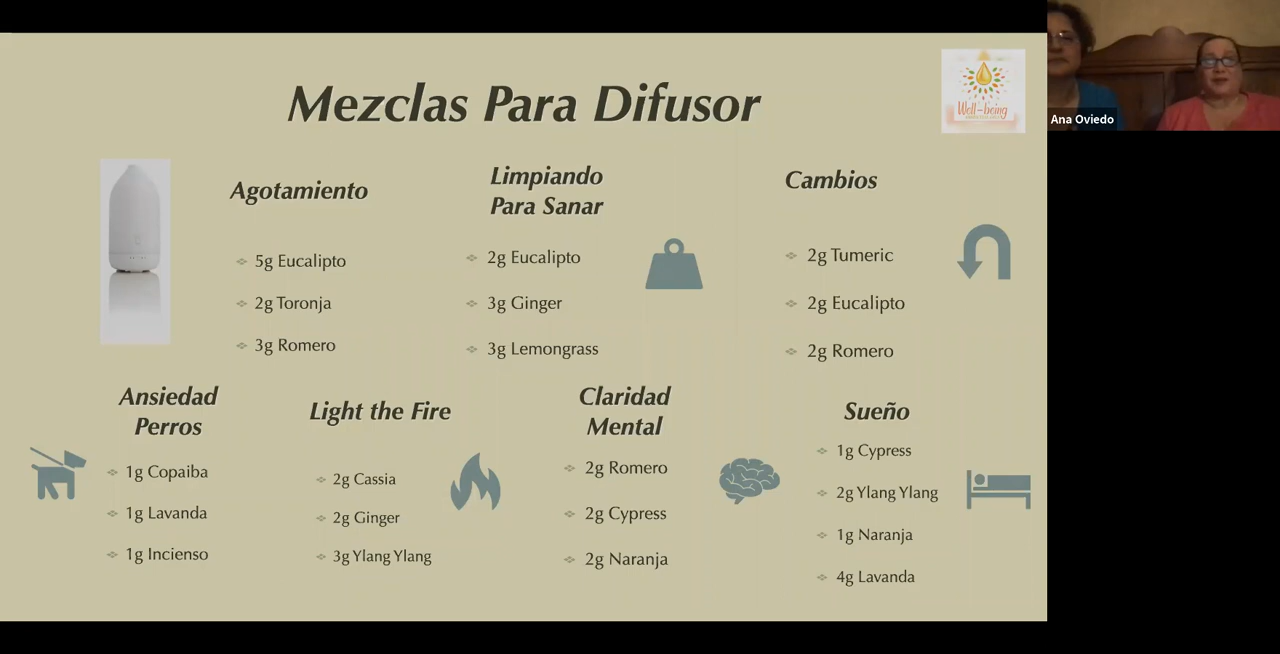 Mezclas Para Difusor
Well-being
Ana Oviedo
Agotamiento
5g Eucalipto
2g Toronja
3g Romero
Limpiando
Para Sanar
2g Eucalipto
3g Ginger
3g Lemongrass
Cambios
2g Tumeric
2g Eucalipto
2g Romero
Ansiedad
Perros
1g Copaiba
1g Lavanda
1g Incienso
Light the Fire
2g Cassia
2g Ginger
3g Ylang Ylang
Claridad
Mental
2g Romero
2g Cypress
2g Naranja
Sueño
1g Cypress
2g Ylang Ylang
1g Naranja
4g Lavanda